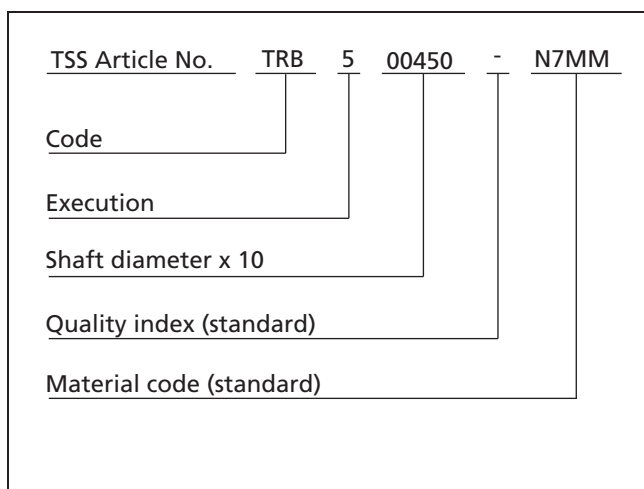 TSS Article No. TRB 5 00450 - N7MM
Code
Execution
Shaft diameter x 10
Quality index (standard)
Material code (standard)